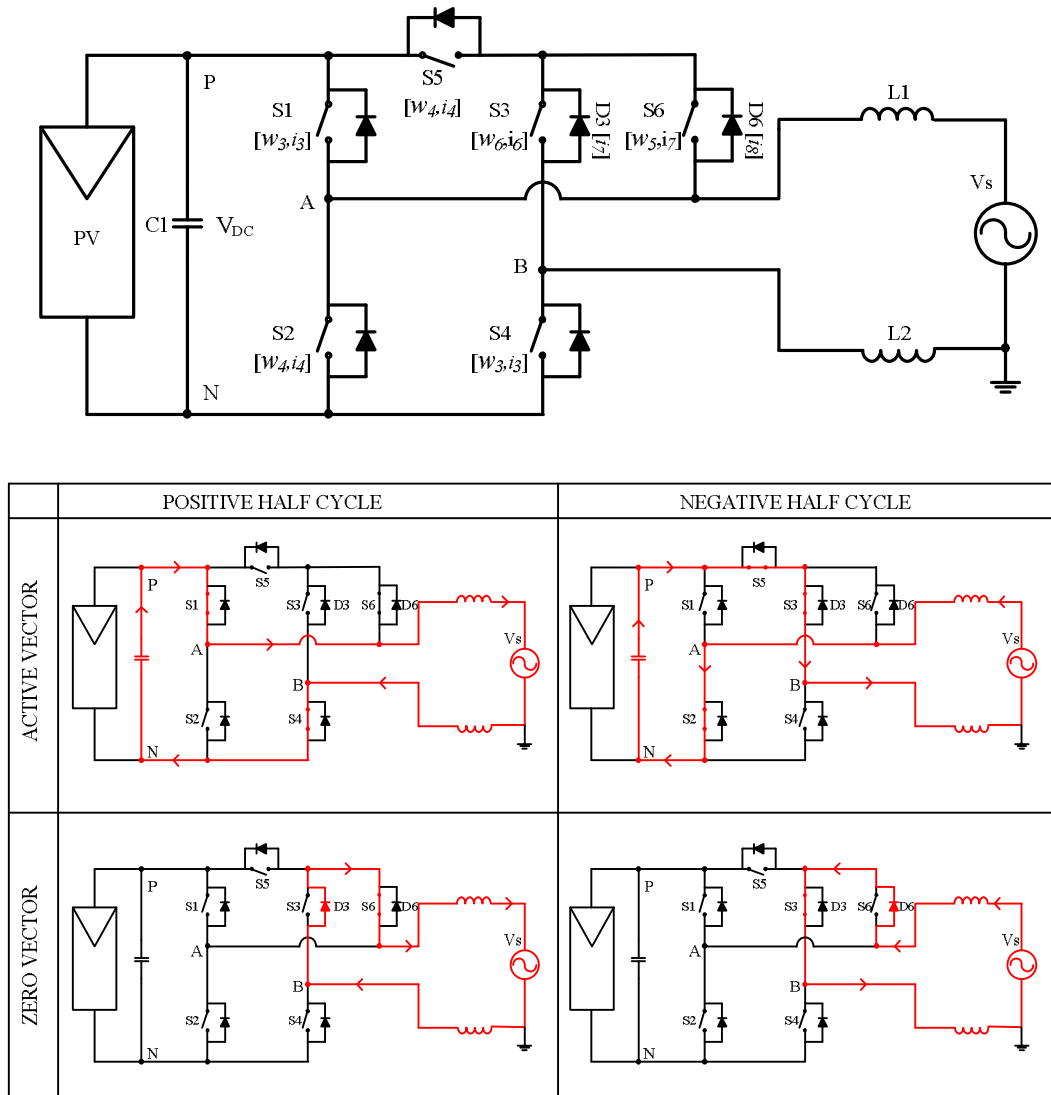 P
S5
[w4,i4]
S1
[w3,i3]
S3
[w6,i6]
D3 [i7]
S6
[w5,i7]
D6 [i8]
L1
Vs
A
PV
C1
VDC
B
S2
[w4,i4]
S4
[w3,i3]
L2
N
POSITIVE HALF CYCLE
NEGATIVE HALF CYCLE
ACTIVE VECTOR
P
S5
S1
S3
D3
S6
D6
Vs
A
B
S2
S4
N
P
S5
S1
S3
D3
S6
D6
Vs
A
B
S2
S4
N
ZERO VECTOR
P
S5
S1
S3
D3
S6
D6
Vs
A
B
S2
S4
N
P
S5
S1
S3
D3
S6
D6
Vs
A
B
S2
S4
N